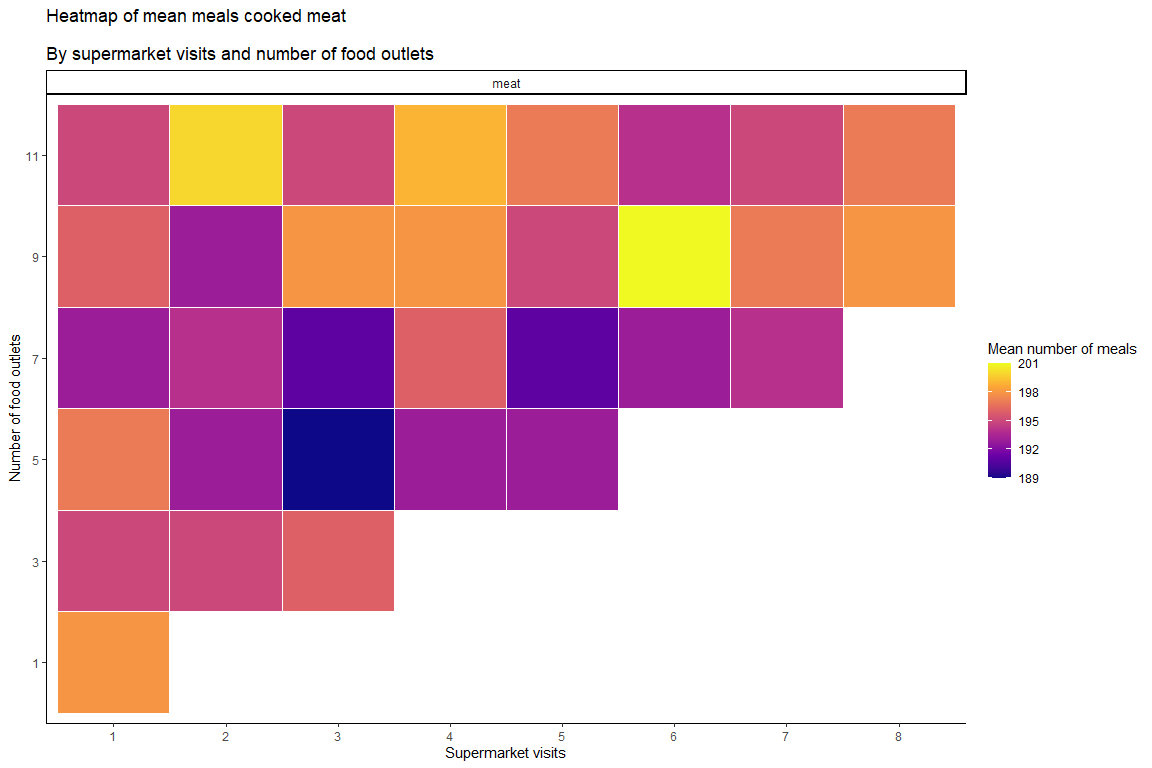 Heatmap of mean meals cooked meat
By supermarket visits and number of food outlets
meat
11
9
7
5
3
1
Number of food outlets
1 2 3 4 5 6 7 8
Supermarket visits
Mean number of meals
201
198
195
192
189